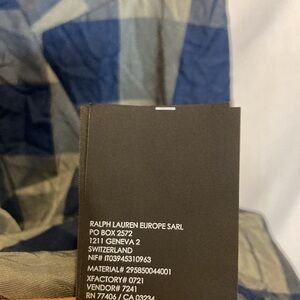 RALPH LAUREN EUROPE SARL
PO BOX 2572
1211 GENEVA 2
SWITZERLAND
NIF# IT03945310963
MATERIAL# 295850044001
XFACTORY# 0721
VENDOR# 7241
RN 77406 / CA 03234